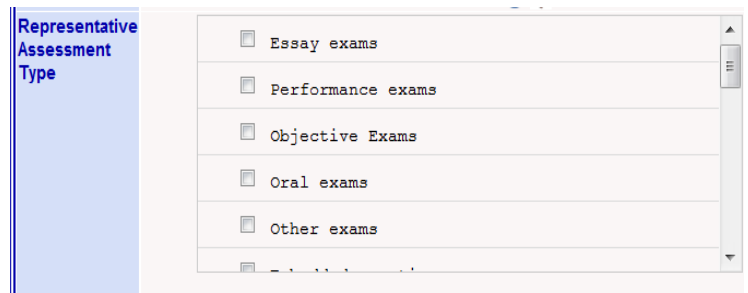 Representative
Assessment
Type
Essay exams
Performance exams
Objective Exams
Oral exams
Other exams